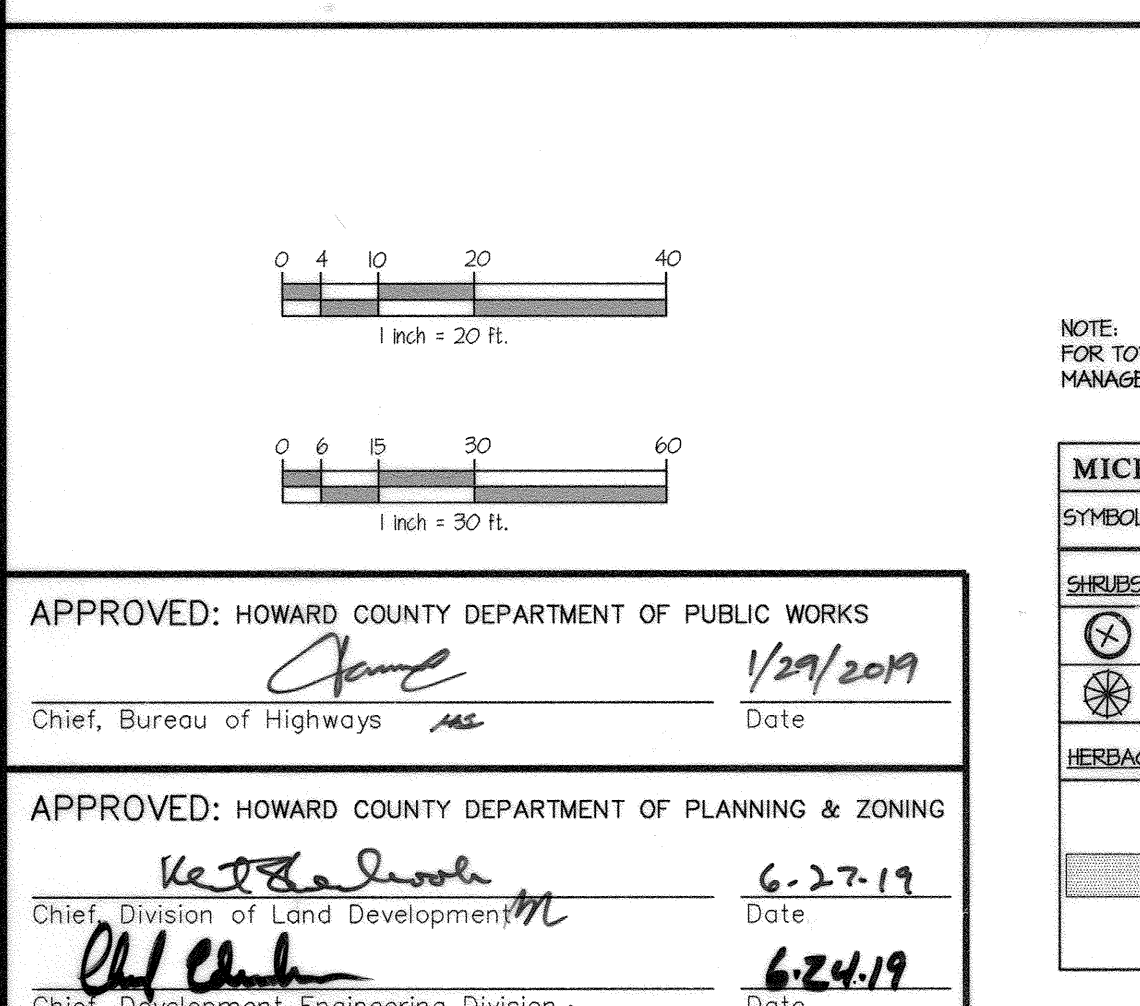 0 4 10 20 40
1 inch = 20 ft.
0 6 15 30 60
1 inch = 30 ft.
NOTE:
FOR
MANAGE
SYMBOL
SHRUBS
APPROVED: HOWARD COUNTY DEPARTMENT OF PUBLIC WORKS
1/29/2019
Chief, Bureau of Highways
Date
APPROVED: HOWARD COUNTY DEPARTMENT OF PLANNING & ZONING
6-27-19
Chief, Division of Land Development
Date
6.24.19
Chief, Development Engineering Division
Date